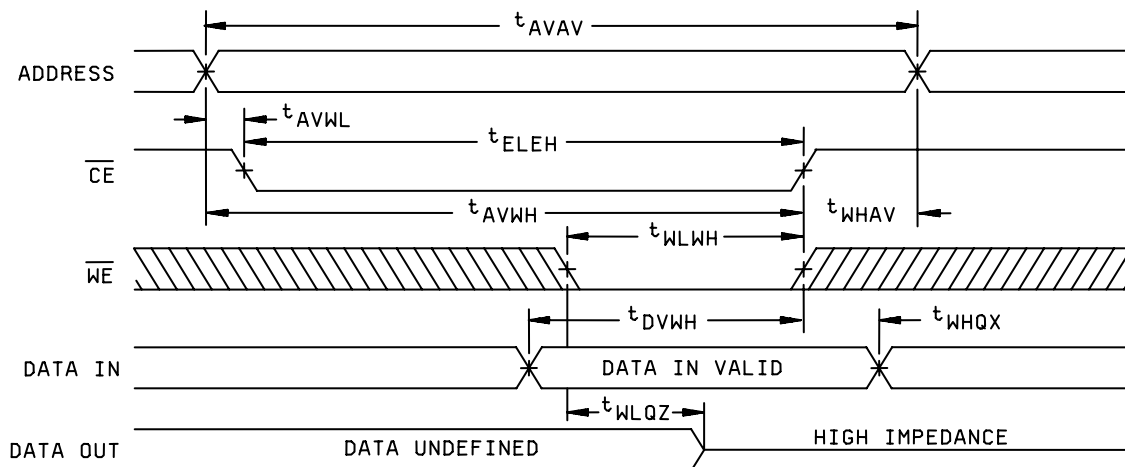 tAVAV
ADDRESS
tAVWL
tELEH
CE
tAVWH
tWHAV
tWLWH
WE
tDVWH
tWHQX
DATA IN
DATA IN VALID
tWLQZ
DATA OUT
DATA UNDEFINED
HIGH IMPEDANCE